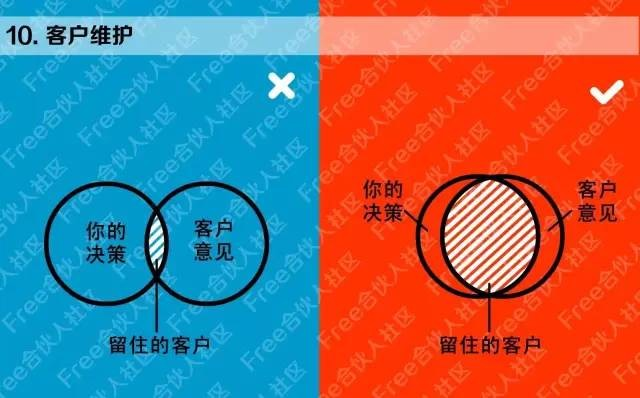 10. 客户维护
你的
决策
客户
意见
留住的客户
你的
决策
客户
意见
留住的客户
Free合伙人社区